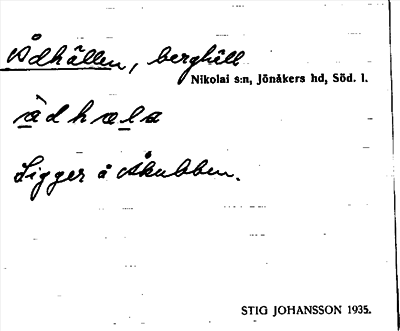 Ådhällen, berghäll
Nikolai s:n, Jönåkers hd, Söd. l.
Ligger å Åkubben.
STIG JOHANSSON 1935.